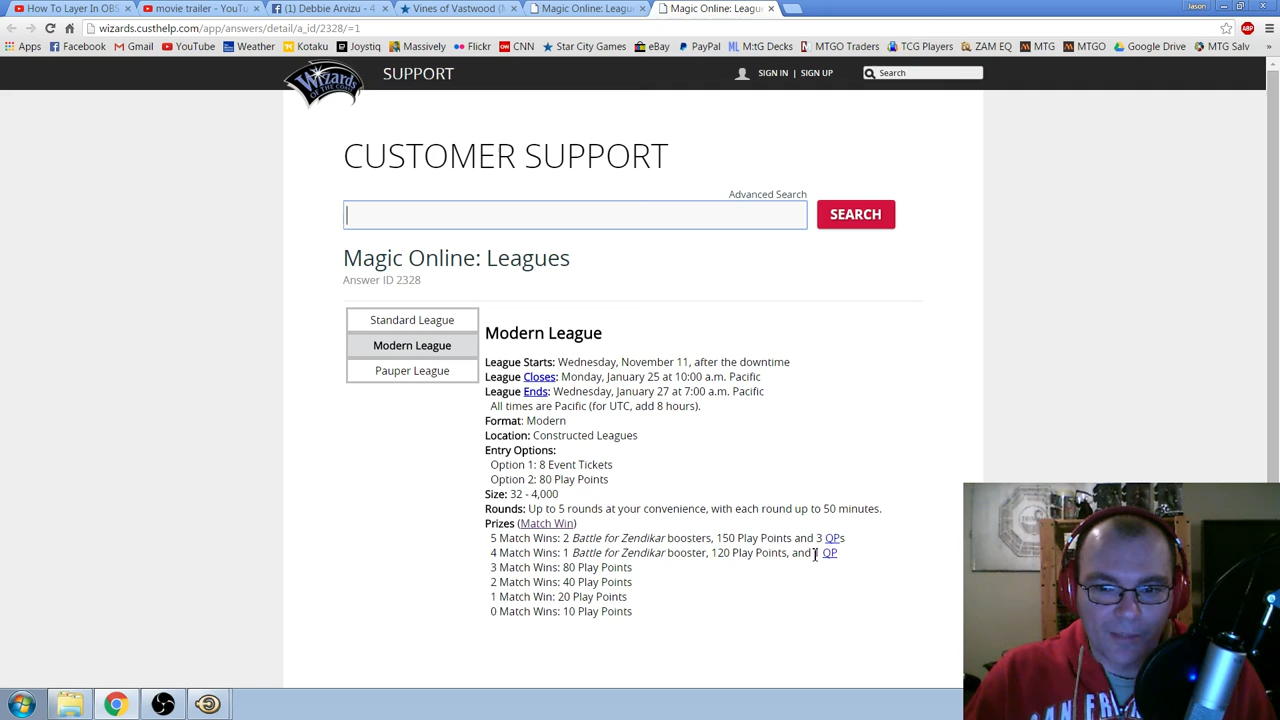 Jason
How To Layer In OBS
movie trailer - YouTu
(1) Debbie Arvizu - 4
Vines of Vastwood (M
Magic Online: Leagu
Magic Online: Leagu
wizards.custhelp.com/app/answers/detail/a_id/2328/=1
Apps Facebook Gmail YouTube Weather Kotaku Joystiq Massively Flickr CNN Star City Games eBay PayPal M:tG Decks MTGO Traders TCG Players ZAM EQ MTG MTGO Google Drive MTG Salv
Wizards
OF THE COAST
SUPPORT
SIGN IN | SIGN UP
Search
CUSTOMER SUPPORT
Advanced Search
SEARCH
Magic Online: Leagues
Answer ID 2328
Standard League
Modern League
Pauper League
Modern League
League Starts: Wednesday, November 11, after the downtime
League Closes: Monday, January 25 at 10:00 a.m. Pacific
League Ends: Wednesday, January 27 at 7:00 a.m. Pacific
All times are Pacific (for UTC, add 8 hours).
Format: Modern
Location: Constructed Leagues
Entry Options:
Option 1: 8 Event Tickets
Option 2: 80 Play Points
Size: 32 - 4,000
Rounds: Up to 5 rounds at your convenience, with each round up to 50 minutes.
Prizes (Match Win)
5 Match Wins: 2 Battle for Zendikar boosters, 150 Play Points and 3 QPs
4 Match Wins: 1 Battle for Zendikar booster, 120 Play Points, and QP
3 Match Wins: 80 Play Points
2 Match Wins: 40 Play Points
1 Match Win: 20 Play Points
0 Match Wins: 10 Play Points